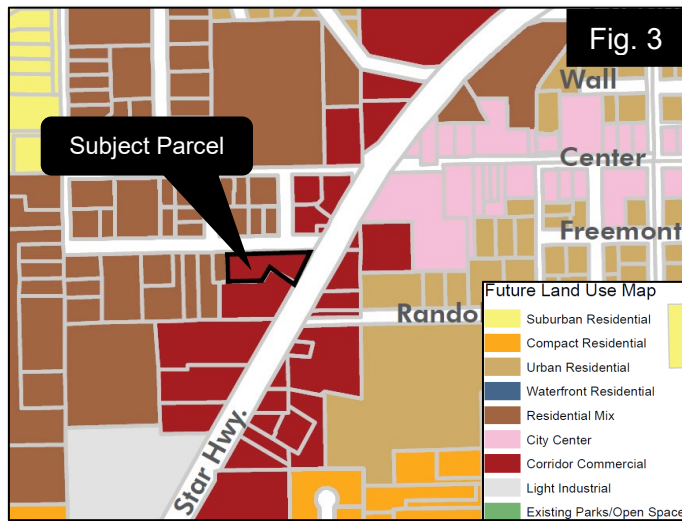 Fig. 3
Wall
Subject Parcel
Center
Freemont
Future Land Use Map
Suburban Residential
Compact Residential
Urban Residential
Waterfront Residential
Residential Mix
City Center
Corridor Commercial
Light Industrial
Existing Parks/Open Space
Randol
Star Hwy.